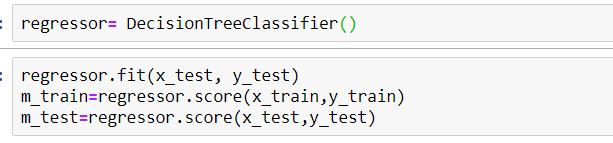 regressor= DecisionTreeClassifier()
regressor.fit(x_test, y_test)
m_train=regressor.score(x_train,y_train)
m_test=regressor.score(x_test,y_test)